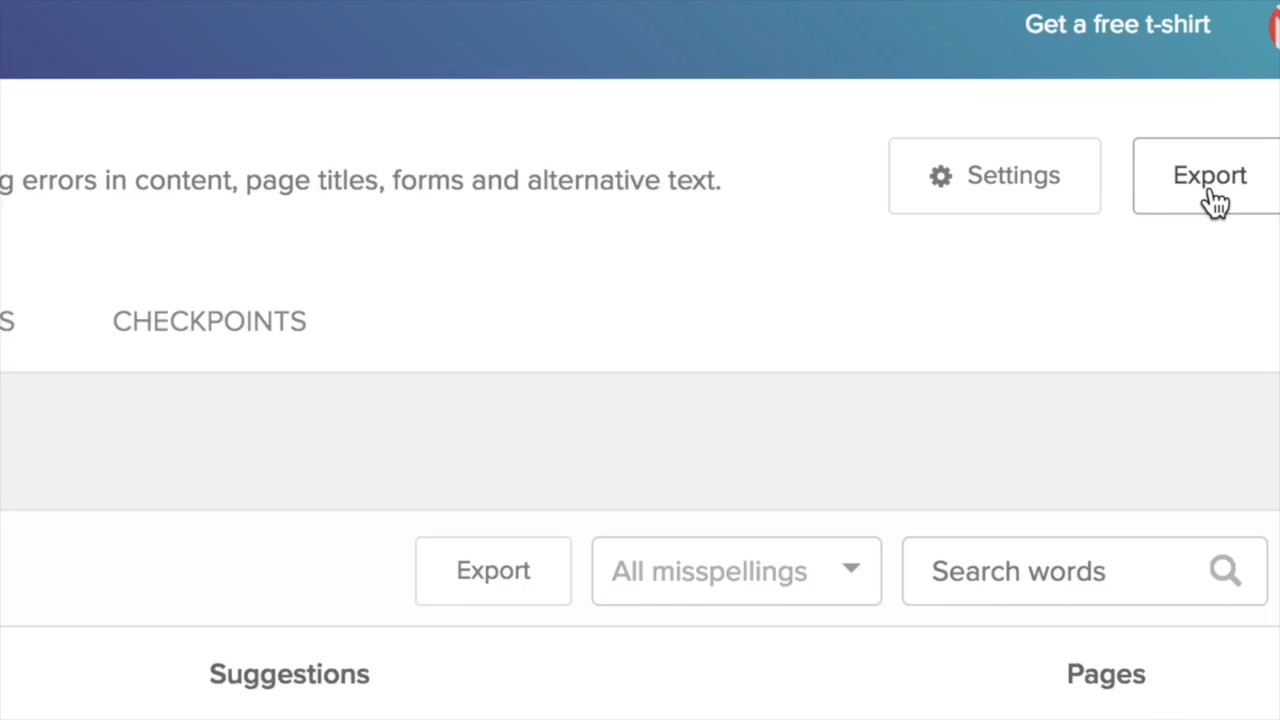 Get a free t-shirt
g errors in content, page titles, forms and alternative text.
Settings
Export
S
CHECKPOINTS
Export
All misspellings
Search words
Suggestions
Pages